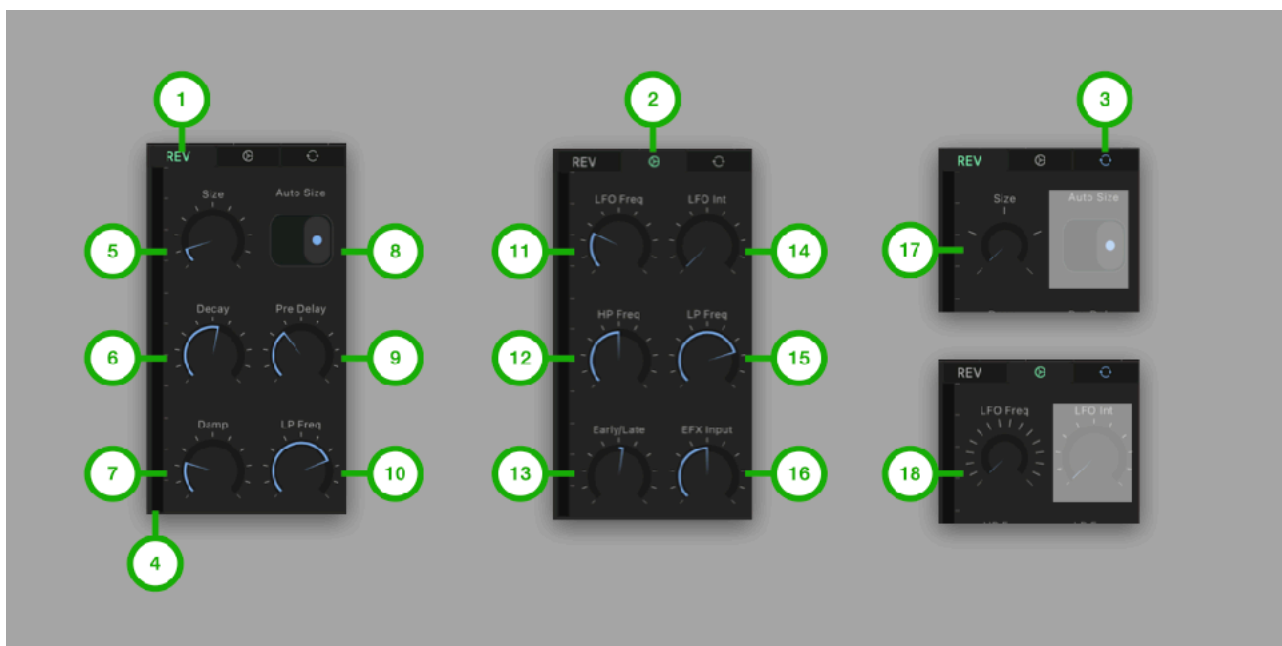 1
2
3
REV
REV
REV
Size
Auto Size
LFO Freq
LFO Int
Size
Auto Size
5
8
11
14
17
Decay
Pre Delay
HP Freq
LP Freq
6
9
12
15
REV
Damp
LP Freq
Early/Late
EFX Input
LFO Freq
LFO Int
7
10
13
16
18
4